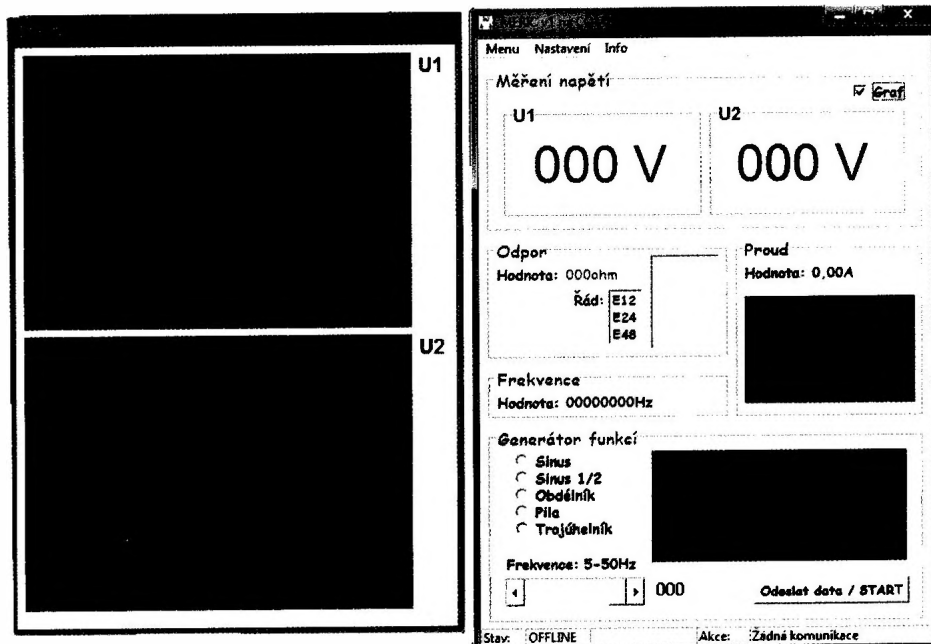 U1
U2
Menu Nastavení Info
Měření napětí
Graf
U1
000 V
U2
000 V
Odpor
Hodnota: 000ohm
Řád: E12
E24
E48
Proud
Hodnota: 0,00A
Frekvence
Hodnota: 00000000Hz
Generátor funkcí
Sinus
Sinus 1/2
Obdélník
Pila
Trojúhelník
Frekvence: 5-50Hz
000
Odeslat data / START
Stav: OFFLINE
Akce: Žádná komunikace